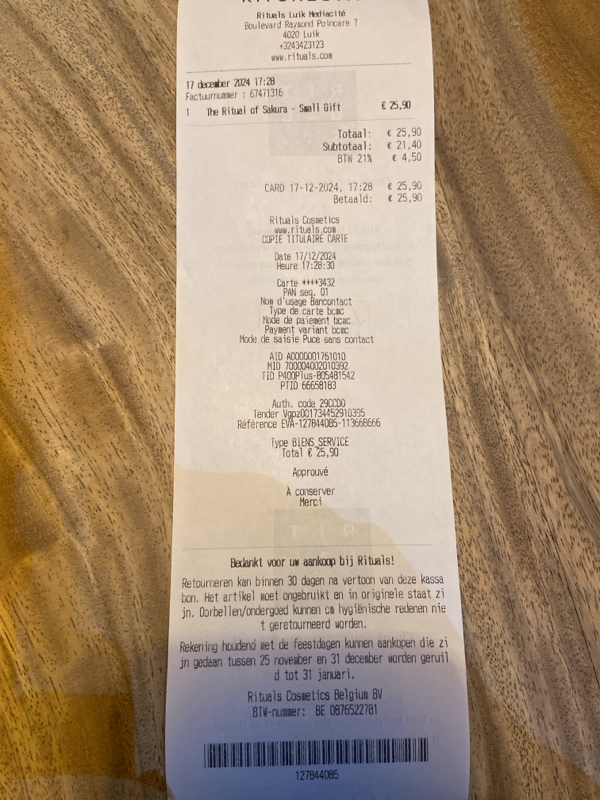 Rituals Luik Mediacité
Boulevard Raymond Poincare 7
4020 Luik
+3243423123
www.rituals.com
17 december 2024 17:28
Factuurnummer : 67471316
1 The Ritual of Sakura - Small Gift € 25,90
Totaal: € 25,90
Subtotaal: € 21,40
BTW 21% € 4,50
CARD 17-12-2024, 17:28 € 25,90
Betaald: € 25,90
Rituals Cosmetics
www.rituals.com
COPIE TITULAIRE CARTE
Date 17/12/2024
Heure 17:28:30
Carte ****3432
PAN seq. 01
Nom d'usage Bancontact
Type de carte bcmc
Mode de paiement bcmc
Payment variant bcmc
Mode de saisie Puce sans contact
AID A0000001761010
MID 700004002010392
TID P400Plus-805481542
PTID 66658183
Auth. code 29CCD0
Tender Vgpz001734452910395
Référence EVA-127844085-113668666
Type BIENS_SERVICE
Total € 25,90
Approuvé
À conserver
Merci
Bedankt voor uw aankoop bij Rituals!
Retourneren kan binnen 30 dagen na vertoon van deze kassa
bon. Het artikel moet ongebruikt en in originele staat zi
jn. Oorbellen/ondergoed kunnen om hygiënische redenen nie
t geretourneerd worden.
Rekening houdend met de feestdagen kunnen aankopen die zi
jn gedaan tussen 25 november en 31 december worden geruil
d tot 31 januari.
Rituals Cosmetics Belgium BV
BTW-nummer: BE 0876522781
127844085